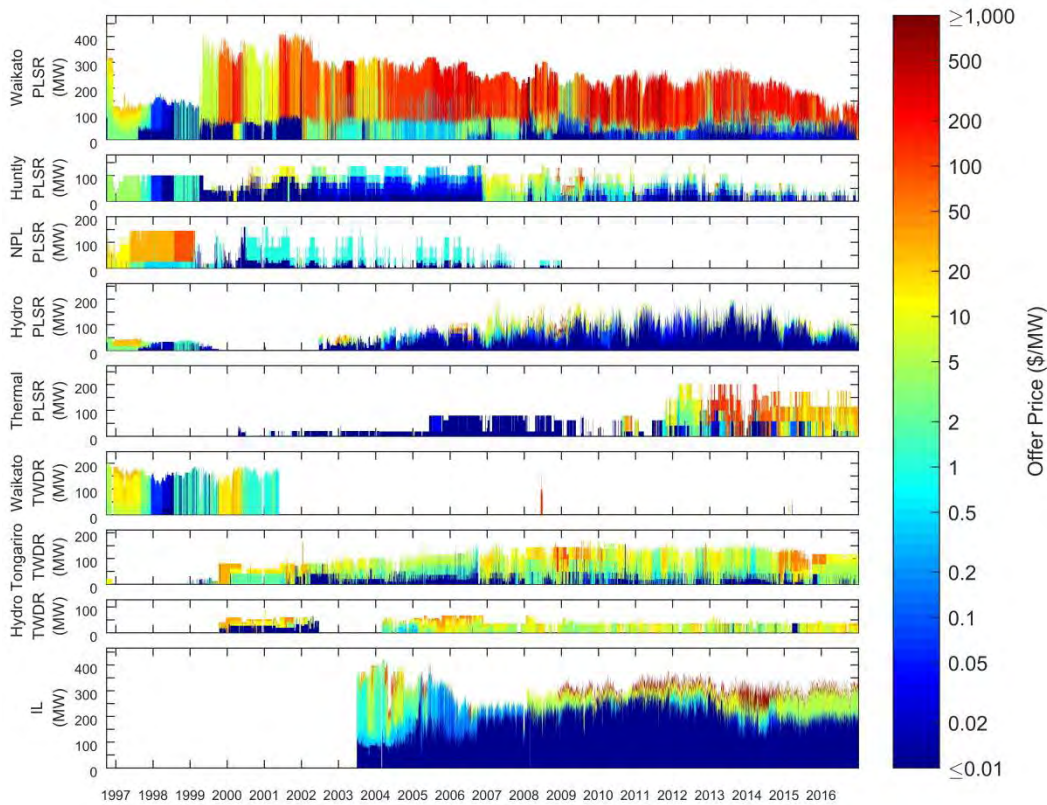 Waikato
PLSR
(MW)
400
300
200
100
0
Huntly
PLSR
(MW)
100
0
NPL
PLSR
(MW)
200
100
0
Hydro
PLSR
(MW)
200
100
0
Thermal
PLSR
(MW)
200
100
0
Waikato
TWDR
(MW)
200
100
0
Tongariro
TWDR
(MW)
200
100
0
Hydro
TWDR
(MW)
100
0
IL
(MW)
400
300
200
100
0
1997 1998 1999 2000 2001 2002 2003 2004 2005 2006 2007 2008 2009 2010 2011 2012 2013 2014 2015 2016
≥1,000
500
200
100
50
20
10
5
2
1
0.5
0.2
0.1
0.05
0.02
≤0.01
Offer Price ($/MW)